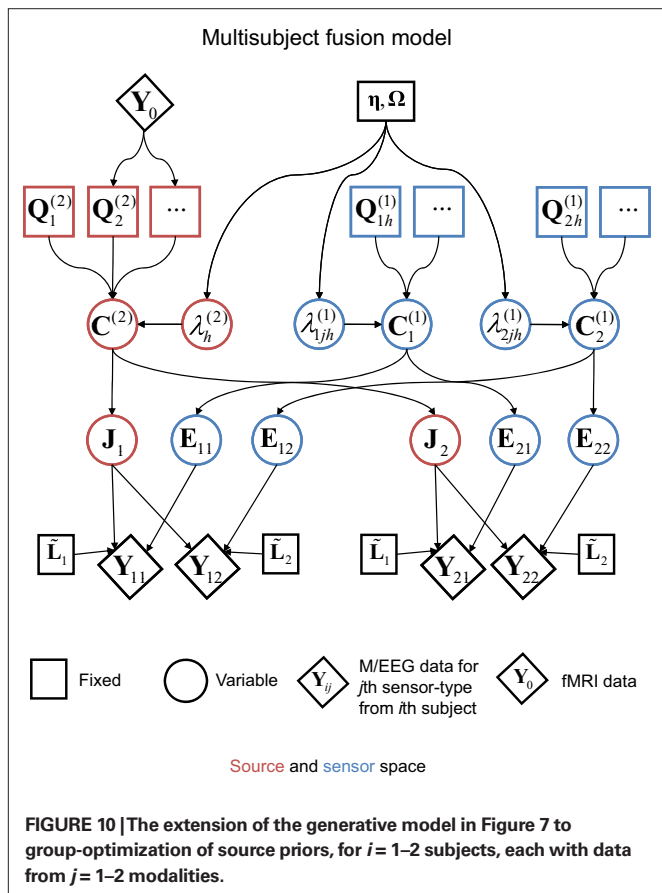 Multisubject fusion model
Y₀
η, Ω
Q₁⁽²⁾ Q₂⁽²⁾ ... Q₁ₕ⁽¹⁾ ... Q₂ₕ⁽¹⁾ ...
C⁽²⁾ λₕ⁽²⁾ λ₁ⱼₕ⁽¹⁾ C₁⁽¹⁾ λ₂ⱼₕ⁽¹⁾ C₂⁽¹⁾
J₁ E₁₁ E₁₂ J₂ E₂₁ E₂₂
L̃₁ Y₁₁ Y₁₂ L̃₂ L̃₁ Y₂₁ Y₂₂ L̃₂
Fixed
Variable
Yᵢⱼ
M/EEG data for
jth sensor-type
from ith subject
Y₀
fMRI data
Source and sensor space
FIGURE 10 | The extension of the generative model in Figure 7 to
group-optimization of source priors, for i = 1–2 subjects, each with data
from j = 1–2 modalities.